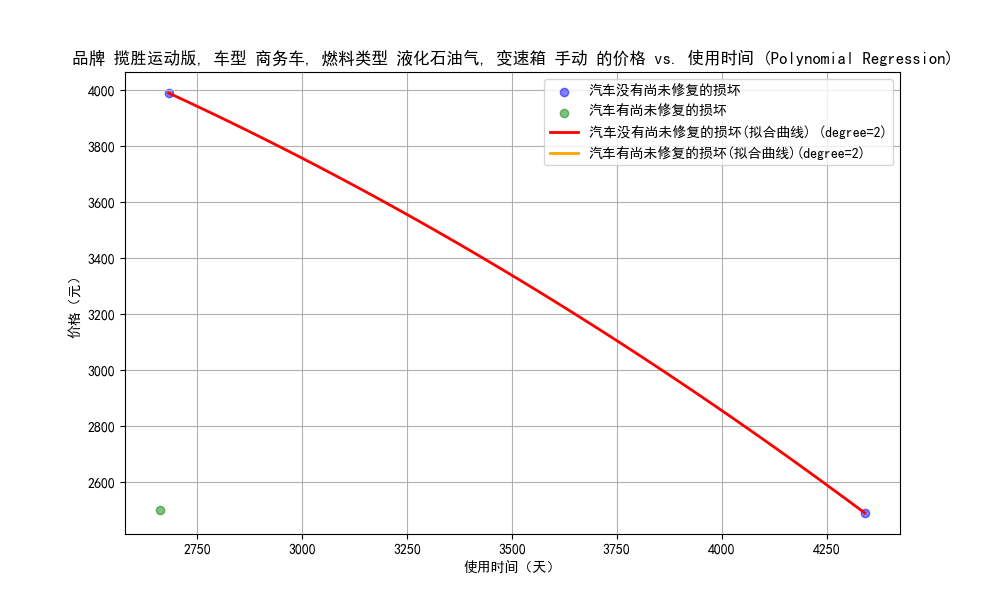 品牌 揽胜运动版, 车型 商务车, 燃料类型 液化石油气, 变速箱 手动 的价格 vs. 使用时间 (Polynomial Regression)
汽车没有尚未修复的损坏
汽车有尚未修复的损坏
汽车没有尚未修复的损坏(拟合曲线) (degree=2)
汽车有尚未修复的损坏(拟合曲线)(degree=2)
价格（元）
4000
3800
3600
3400
3200
3000
2800
2600
2750 3000 3250 3500 3750 4000 4250
使用时间（天）